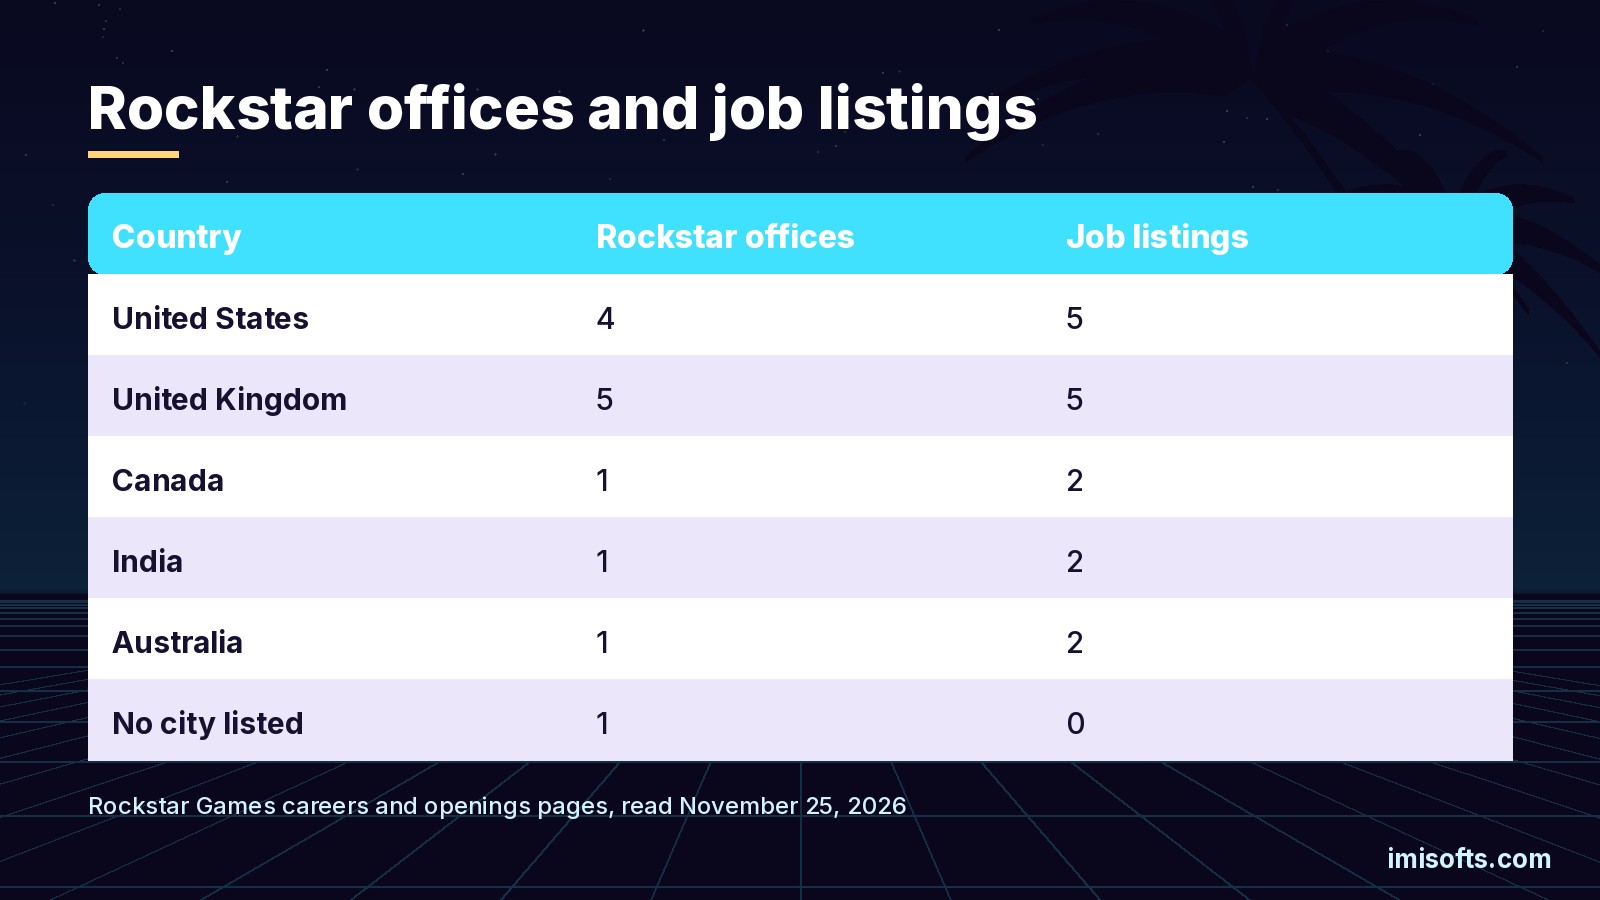 Rockstar offices and job listings
Country Rockstar offices Job listings
United States 4 5
United Kingdom 5 5
Canada 1 2
India 1 2
Australia 1 2
No city listed 1 0
Rockstar Games careers and openings pages, read November 25, 2026
imisofts.com